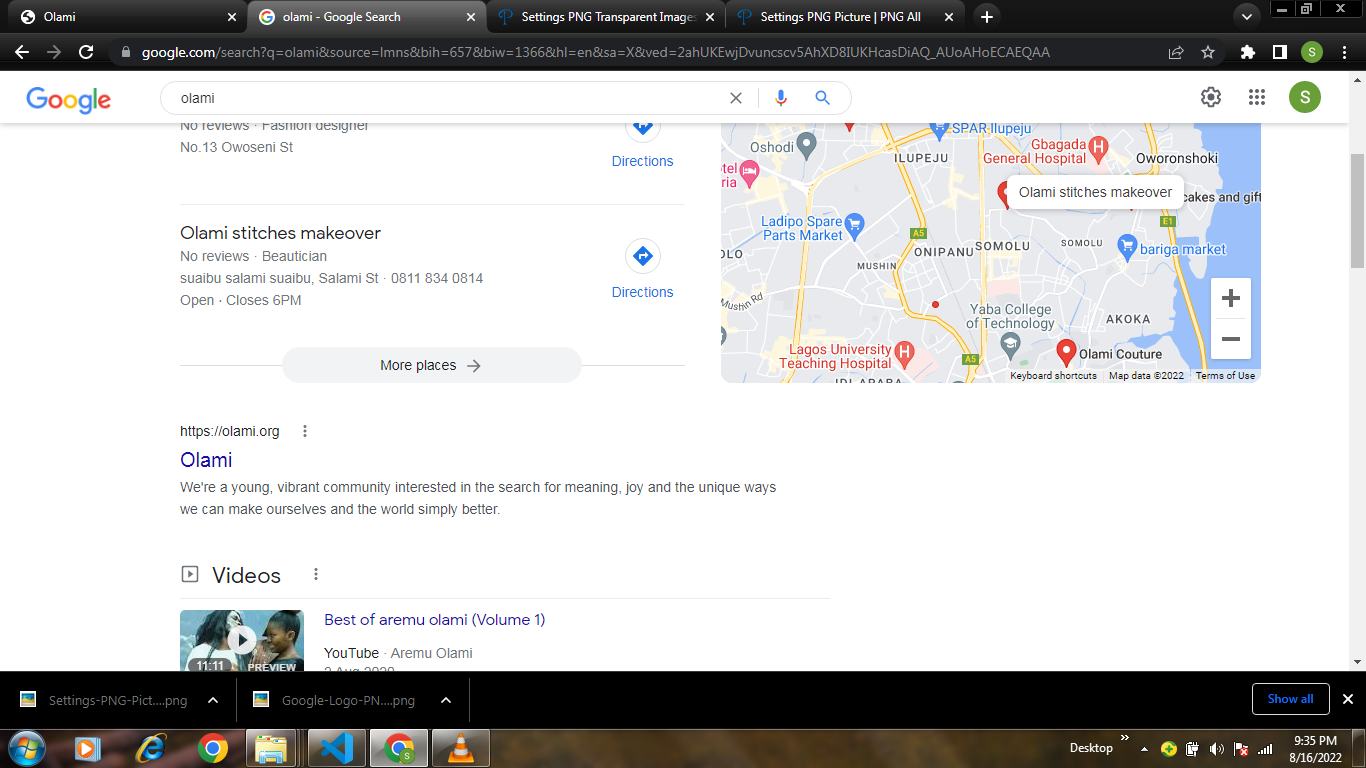 Olami
olami - Google Search
Settings PNG Transparent Images
Settings PNG Picture | PNG All
google.com/search?q=olami&source=lmns&bih=657&biw=1366&hl=en&sa=X&ved=2ahUKEwjDvuncscv5AhXD8IUKHcasDiAQ_AUoAHoECAEQAA
S
Google
olami
S
No reviews · Fashion designer
No.13 Owoseni St
Directions
Olami stitches makeover
No reviews · Beautician
suaibu salami suaibu, Salami St · 0811 834 0814
Open · Closes 6PM
Directions
More places
SPAR Ilupeju
Oshodi
ILUPEJU
Gbagada
General Hospital
Oworonshoki
Olami stitches makeover
cakes and gift
E1
Ladipo Spare
Parts Market
A5
ONIPANU
SOMOLU
SOMOLU
bariga market
MUSHIN
Mushin Rd
Yaba College
of Technology
AKOKA
Lagos University
Teaching Hospital
A5
Olami Couture
IDI ARABA
Keyboard shortcuts
Map data ©2022
Terms of Use
https://olami.org
Olami
We're a young, vibrant community interested in the search for meaning, joy and the unique ways
we can make ourselves and the world simply better.
Videos
Best of aremu olami (Volume 1)
YouTube · Aremu Olami
2 Aug 2020
11:11
PREVIEW
Settings-PNG-Pict....png
Google-Logo-PN....png
Show all
Desktop
9:35 PM
8/16/2022